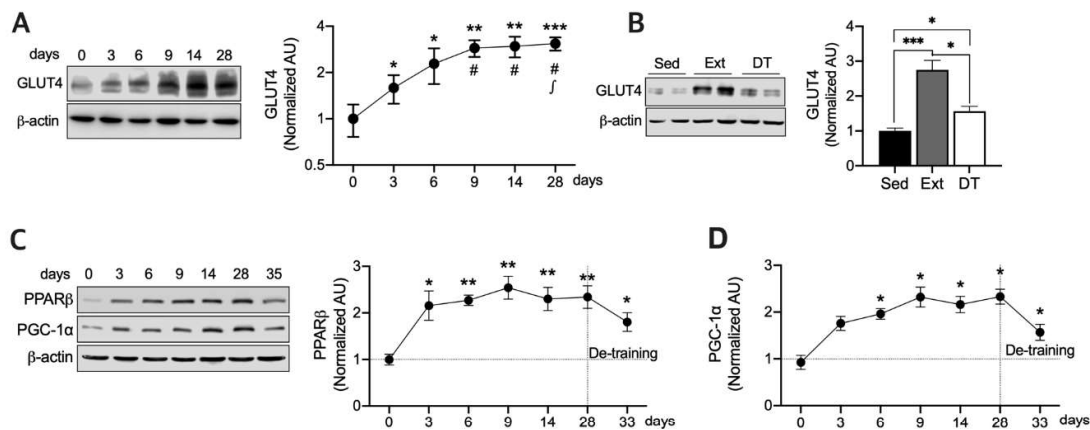 A
days 0 3 6 9 14 28
GLUT4
β-actin
GLUT4
(Normalized AU)
4
2
1
0.5
* * ** ** ***
# # #
∫
0 3 6 9 14 28 days
B
Sed Ext DT
GLUT4
β-actin
GLUT4
(Normalized AU)
4
3
2
1
0
*
*** *
Sed Ext DT
C
days 0 3 6 9 14 28 35
PPARβ
PGC-1α
β-actin
PPARβ
(Normalized AU)
3
2
1
0
* ** ** ** ** *
De-training
0 3 6 9 14 28 33 days
D
PGC-1α
(Normalized AU)
3
2
1
0
* * * * *
De-training
0 3 6 9 14 28 33 days